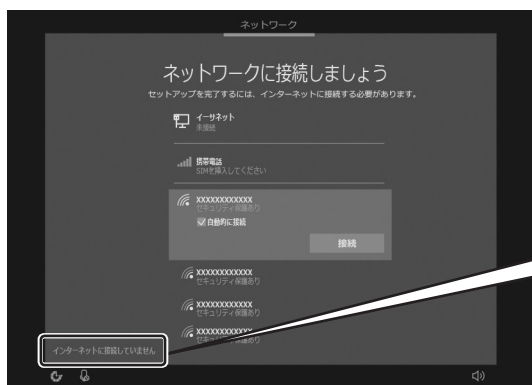 ネットワーク
ネットワークに接続しましょう
セットアップを完了するには、インターネットに接続する必要があります。
イーサネット
未接続
携帯電話
SIMを挿入してください
XXXXXXXXXXXX
セキュリティ保護あり
自動的に接続
接続
XXXXXXXXXXXX
セキュリティ保護あり
XXXXXXXXXXXX
セキュリティ保護あり
XXXXXXXXXXXX
セキュリティ保護あり
インターネットに接続していません